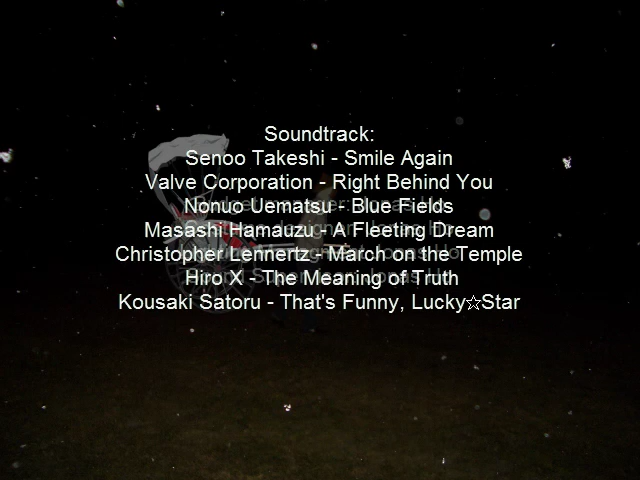 Soundtrack:
Senoo Takeshi - Smile Again
Valve Corporation - Right Behind You
Nonuo Uematsu - Blue Fields
Masashi Hamauzu - A Fleeting Dream
Christopher Lennertz - March on the Temple
Hiro X - The Meaning of Truth
Kousaki Satoru - That's Funny, Lucky☆Star